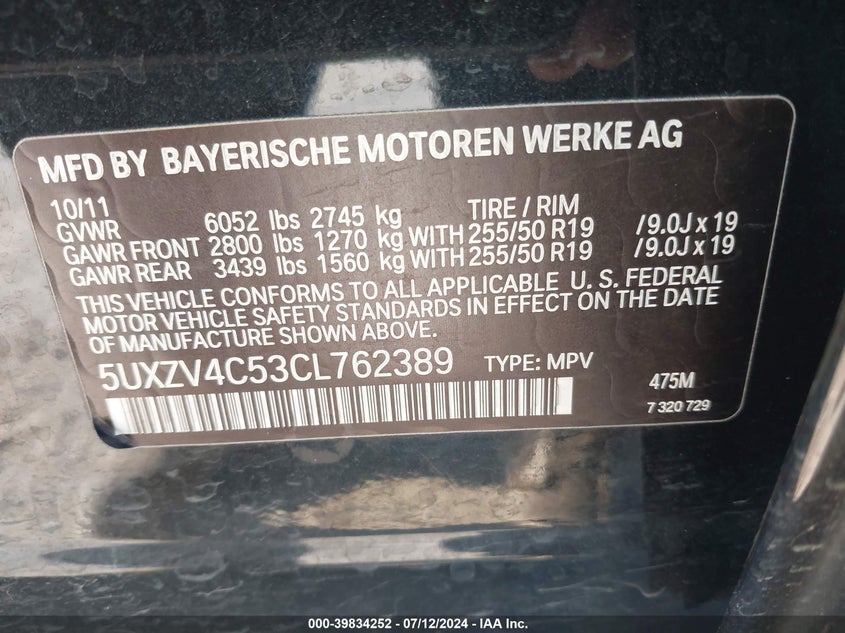 MFD BY BAYERISCHE MOTOREN WERKE AG
10/11 TIRE / RIM
GVWR 6052 lbs 2745 kg
GAWR FRONT 2800 lbs 1270 kg WITH 255/50 R19 /9.0J x 19
GAWR REAR 3439 lbs 1560 kg WITH 255/50 R19 /9.0J x 19
THIS VEHICLE CONFORMS TO ALL APPLICABLE U. S. FEDERAL
MOTOR VEHICLE SAFETY STANDARDS IN EFFECT ON THE DATE
OF MANUFACTURE SHOWN ABOVE.
5UXZV4C53CL762389 TYPE: MPV
475M
7 320 729
000-39834252 - 07/12/2024 - IAA Inc.